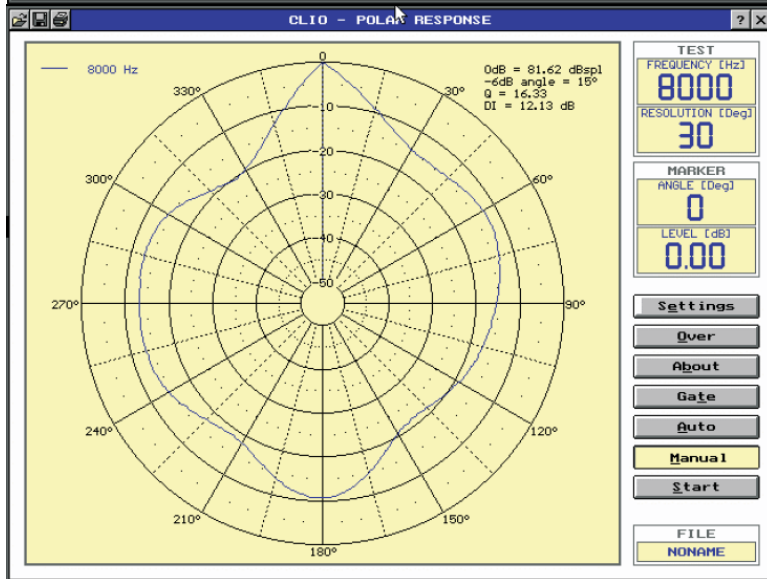 CLIO - POLAR RESPONSE
? X
8000 Hz
0dB = 81.62 dBspl
-6dB angle = 15°
Q = 16.33
DI = 12.13 dB
0
330°
30°
-10
-20
300°
60°
-30
-40
-50
270°
90°
240°
120°
210°
150°
180°
TEST
FREQUENCY [Hz]
8000
RESOLUTION [Deg]
30
MARKER
ANGLE [Deg]
0
LEVEL [dB]
0.00
Settings
Over
About
Gate
Auto
Manual
Start
FILE
NONAME